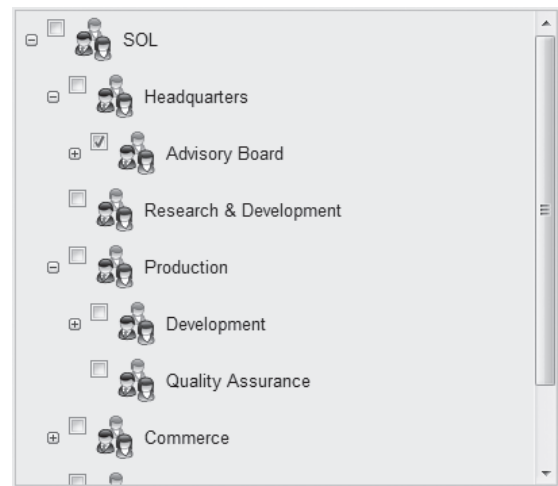 SOL
Headquarters
Advisory Board
Research & Development
Production
Development
Quality Assurance
Commerce